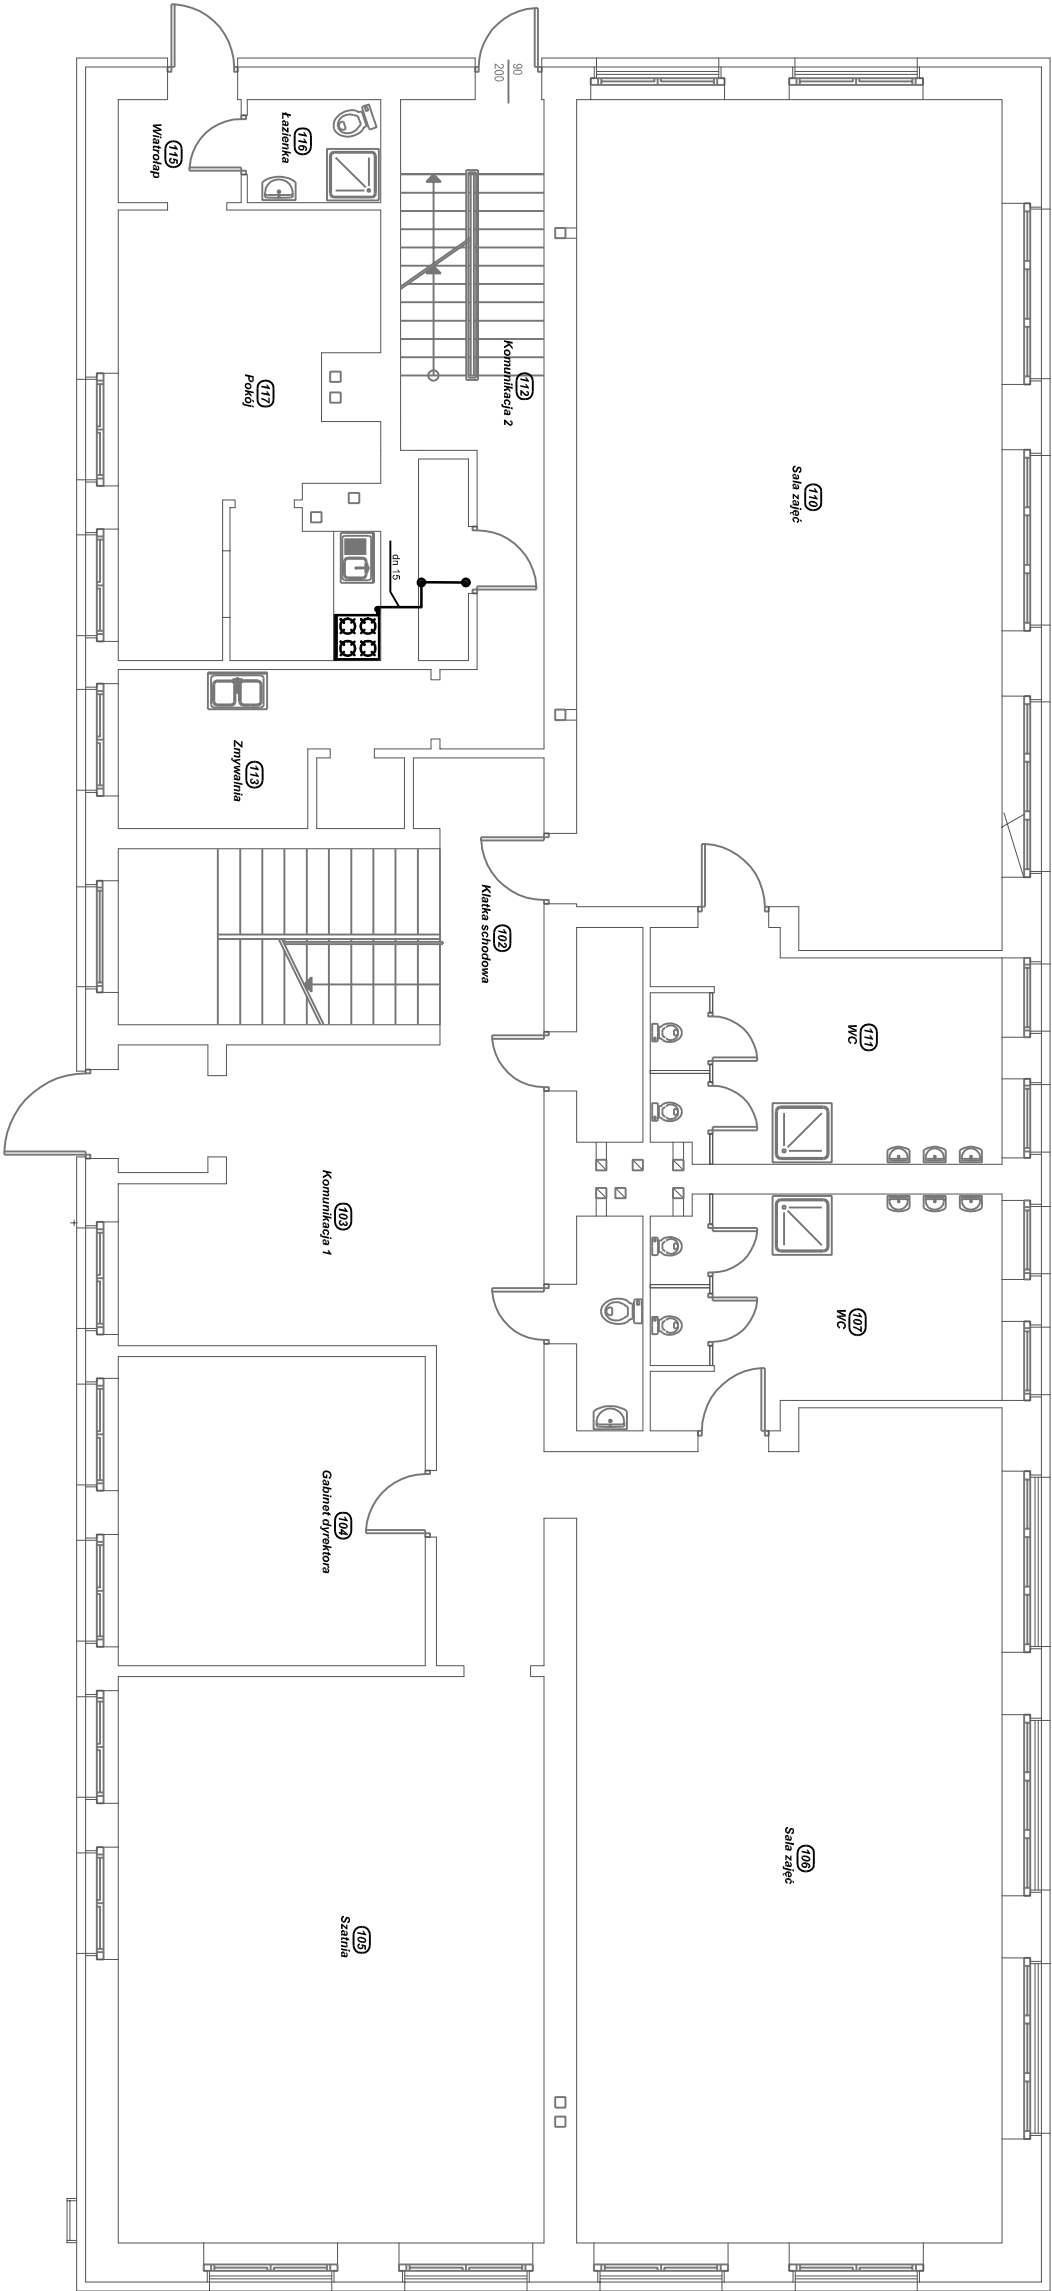 90
200
116
Łazienka
115
Wiatrołap
112
Komunikacja 2
117
Pokój
110
Sala zajęć
dn 15
113
Zmywalnia
102
Klatka schodowa
111
WC
103
Komunikacja 1
107
WC
104
Gabinet dyrektora
106
Sala zajęć
105
Szatnia